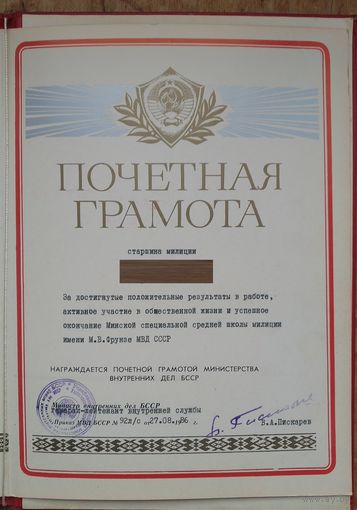 ПОЧЕТНАЯ
ГРАМОТА
старшина милиции
За достигнутые положительные результаты в работе,
активное участие в общественной жизни и успешное
окончание Минской специальной средней школы милиции
имени М.В.Фрунзе МВД СССР
НАГРАЖДАЕТСЯ ПОЧЕТНОЙ ГРАМОТОЙ МИНИСТЕРСТВА
ВНУТРЕННИХ ДЕЛ БССР
Министр внутренних дел БССР
генерал-лейтенант внутренней службы
В.А.Пискарев
Приказ МВД БССР № 92л/с от 27.08.1986 г.